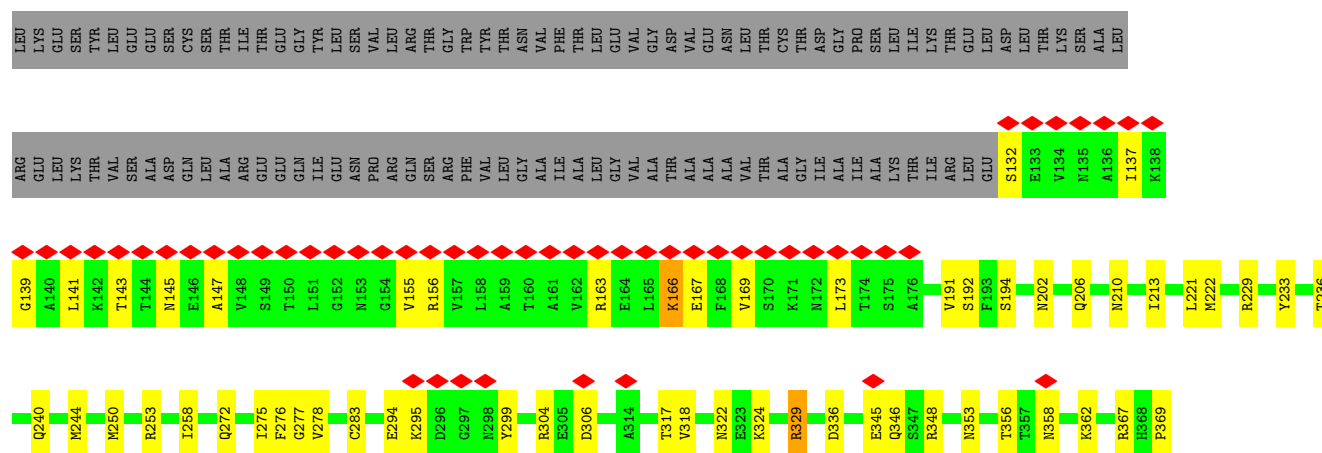 LEU LYS GLU SER TYR LEU GLU GLU SER CYS SER THR ILE THR GLU GLY TYR LEU SER VAL LEU ARG THR GLY TRP TYR THR ASN VAL PHE THR LEU GLU VAL GLY ASP VAL GLU ASN LEU THR CYS THR ASP GLY PRO SER LEU ILE LYS THR GLU LEU ASP LEU THR LYS SER ALA LEU
ARG GLU LEU LYS THR VAL SER ALA ASP GLN LEU ALA ARG GLU GLU GLN ILE GLU ASN PRO ARG GLN SER ARG PHE VAL LEU GLY ALA ILE ALA LEU GLY VAL ALA THR ALA ALA ALA VAL THR ALA GLY ILE ALA ILE ALA LYS THR ILE ARG LEU GLU S132 E133 V134 N135 A136 I137 K138
G139 A140 L141 K142 T143 T144 N145 E146 A147 V148 S149 T150 L151 G152 N153 G154 V155 R156 V157 L158 A159 T160 A161 V162 R163 E164 L165 K166 E167 F168 V169 S170 K171 N172 L173 T174 S175 A176 V191 S192 F193 S194 N202 Q206 N210 I213 L221 M222 R229 Y233 T236
Q240 M244 M250 R253 I258 Q272 I275 F276 G277 V278 C283 E294 K295 D296 G297 N298 Y299 R304 E305 D306 A314 T317 V318 N322 E323 K324 R329 D336 E345 Q346 S347 R348 N353 T356 T357 N358 K362 R367 H368 P369